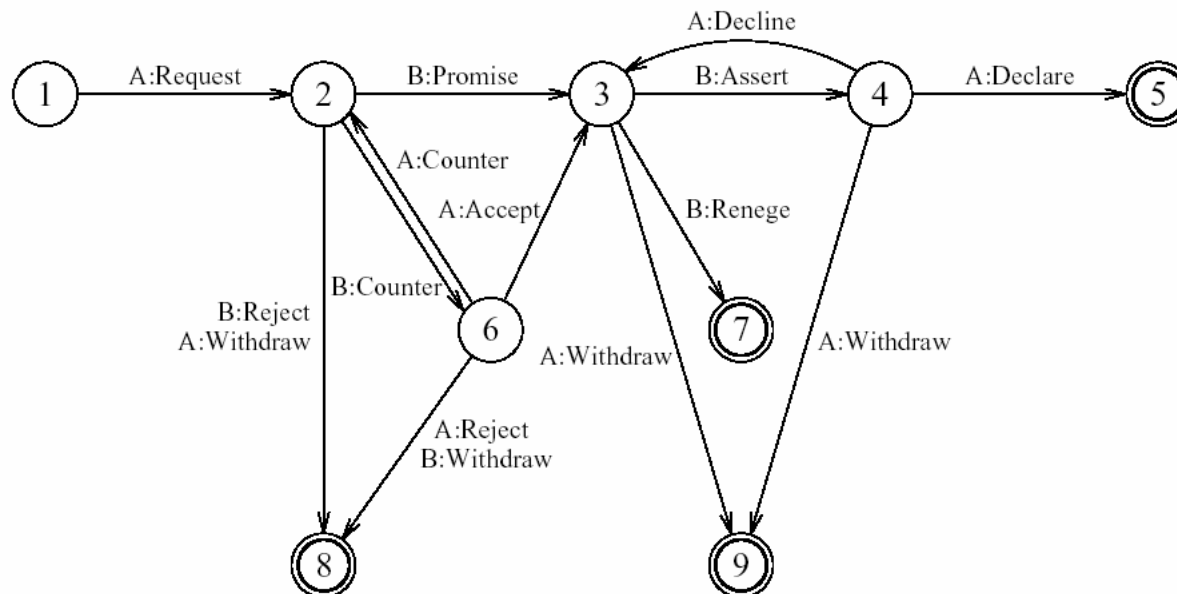 A:Decline
1
A:Request
2
B:Promise
3
B:Assert
4
A:Declare
5
A:Counter
A:Accept
B:Renege
B:Counter
B:Reject
A:Withdraw
6
7
A:Withdraw
A:Withdraw
A:Reject
B:Withdraw
8
9